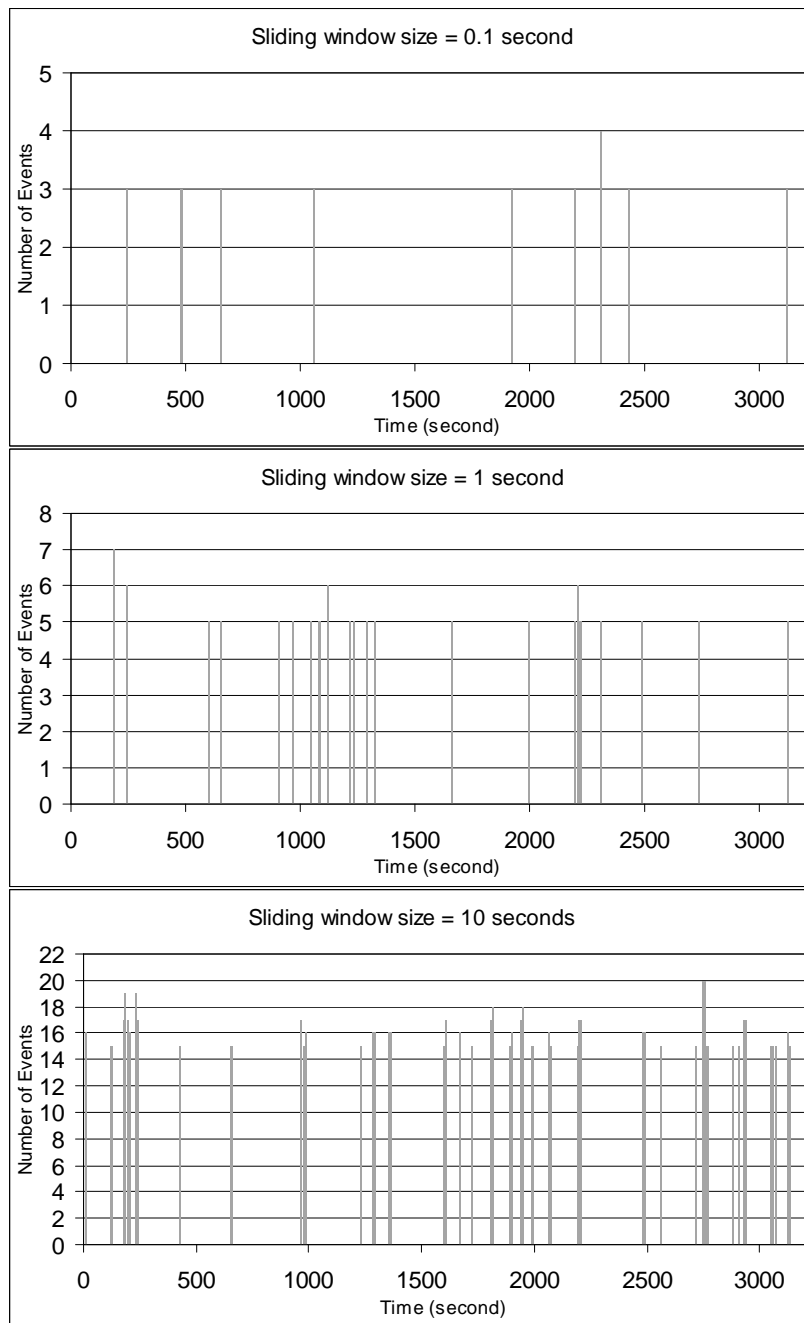 Sliding window size = 0.1 second
5
4
3
2
1
0
Number of Events
0 500 1000 1500 2000 2500 3000
Time (second)
Sliding window size = 1 second
8
7
6
5
4
3
2
1
0
Number of Events
0 500 1000 1500 2000 2500 3000
Time (second)
Sliding window size = 10 seconds
22
20
18
16
14
12
10
8
6
4
2
0
Number of Events
0 500 1000 1500 2000 2500 3000
Time (second)